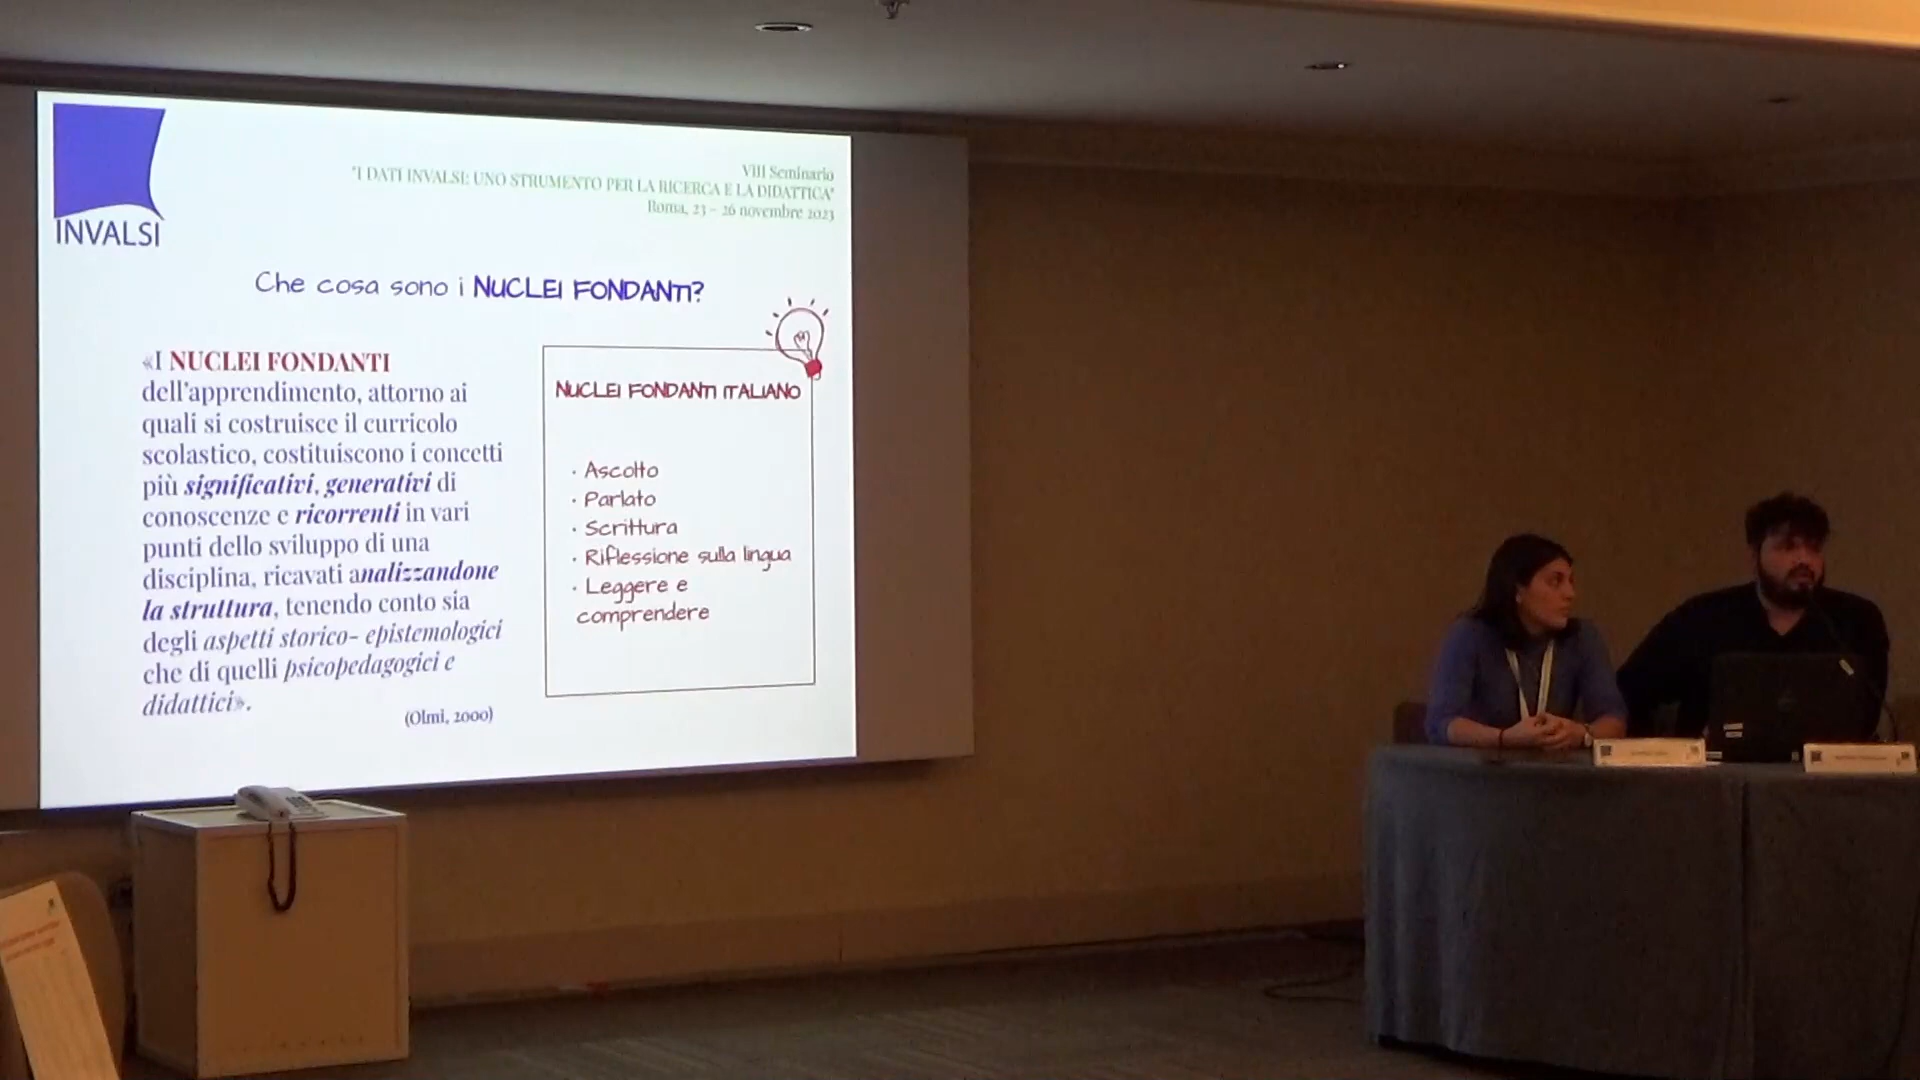 INVALSI
VIII Seminario
"I DATI INVALSI: UNO STRUMENTO PER LA RICERCA E LA DIDATTICA"
Roma, 23 - 26 novembre 2023
Che cosa sono i NUCLEI FONDANTI?
«I NUCLEI FONDANTI
dell'apprendimento, attorno ai
quali si costruisce il curricolo
scolastico, costituiscono i concetti
più significativi, generativi di
conoscenze e ricorrenti in vari
punti dello sviluppo di una
disciplina, ricavati analizzandone
la struttura, tenendo conto sia
degli aspetti storico- epistemologici
che di quelli psicopedagogici e
didattici».
(Olmi, 2000)
NUCLEI FONDANTI ITALIANO
· Ascolto
· Parlato
· Scrittura
· Riflessione sulla lingua
· Leggere e
comprendere